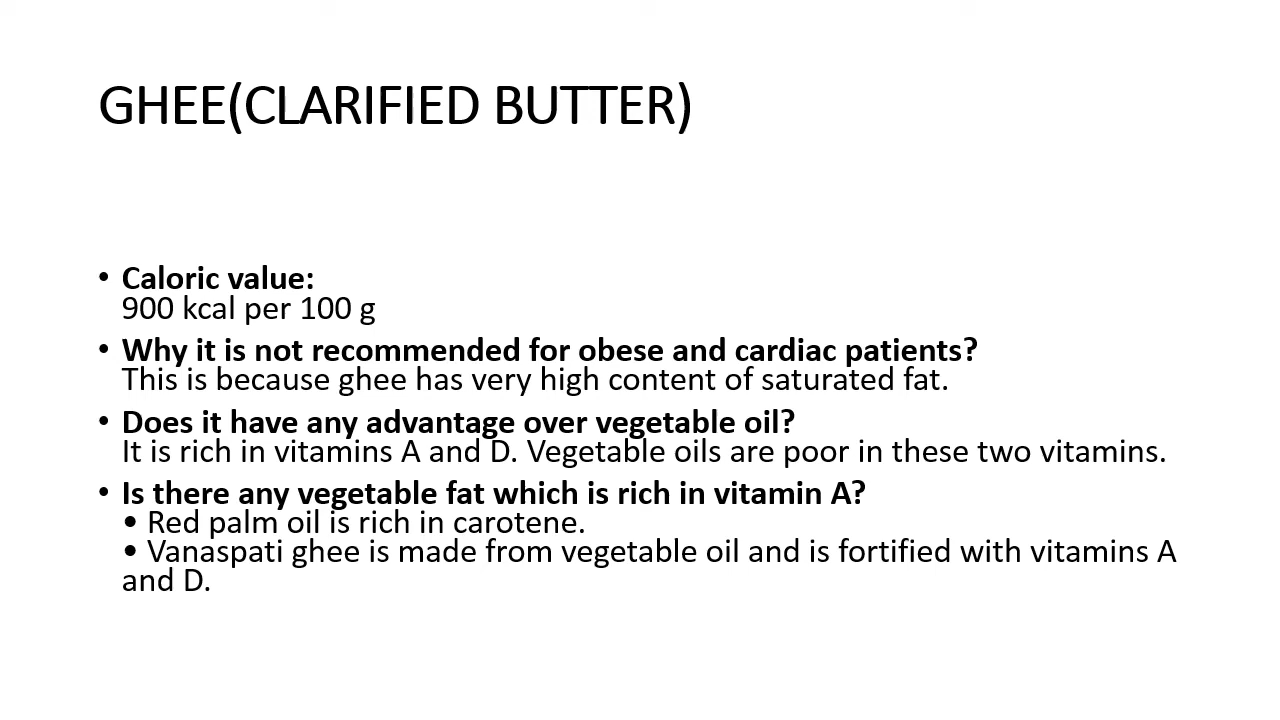 GHEE(CLARIFIED BUTTER)
• Caloric value:
900 kcal per 100 g
• Why it is not recommended for obese and cardiac patients?
This is because ghee has very high content of saturated fat.
• Does it have any advantage over vegetable oil?
It is rich in vitamins A and D. Vegetable oils are poor in these two vitamins.
• Is there any vegetable fat which is rich in vitamin A?
• Red palm oil is rich in carotene.
• Vanaspati ghee is made from vegetable oil and is fortified with vitamins A
and D.